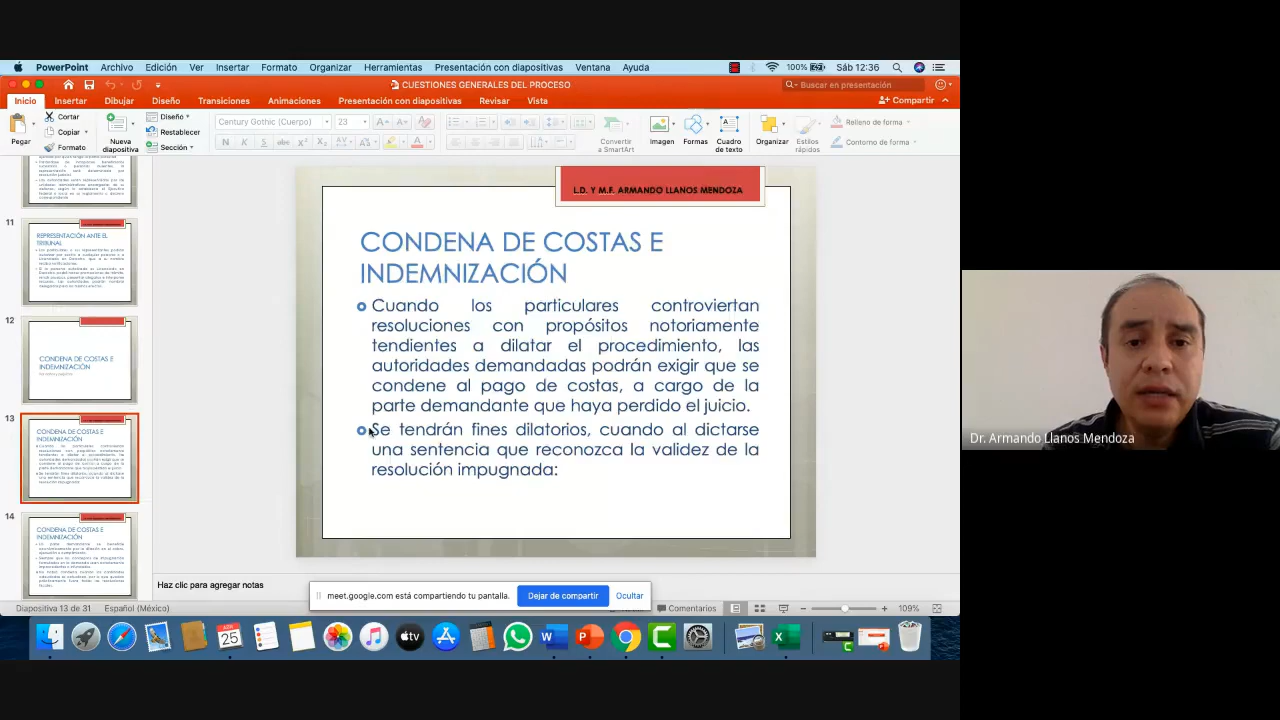 PowerPoint Archivo Edición Ver Insertar Formato Organizar Herramientas Presentación con diapositivas Ventana Ayuda 100% Sáb 12:36
CUESTIONES GENERALES DEL PROCESO
Buscar en presentación
Inicio Insertar Dibujar Diseño Transiciones Animaciones Presentación con diapositivas Revisar Vista Compartir
Pegar
Cortar
Copiar
Formato
Nueva
diapositiva
Diseño
Restablecer
Sección
Century Gothic (Cuerpo) 23
N K S abc X² X₂
Convertir
a SmartArt
Imagen
Formas
Cuadro
de texto
Organizar
Estilos
rápidos
Relleno de forma
Contorno de forma
11
REPRESENTACIÓN ANTE EL
TRIBUNAL
12
CONDENA DE COSTAS E
INDEMNIZACIÓN
13
CONDENA DE COSTAS E
INDEMNIZACIÓN
14
CONDENA DE COSTAS E
INDEMNIZACIÓN
L.D. Y M.F. ARMANDO LLANOS MENDOZA
CONDENA DE COSTAS E
INDEMNIZACIÓN
Cuando los particulares controviertan
resoluciones con propósitos notoriamente
tendientes a dilatar el procedimiento, las
autoridades demandadas podrán exigir que se
condene al pago de costas, a cargo de la
parte demandante que haya perdido el juicio.
Se tendrán fines dilatorios, cuando al dictarse
una sentencia que reconozca la validez de la
resolución impugnada:
Haz clic para agregar notas
meet.google.com está compartiendo tu pantalla. Dejar de compartir Ocultar
Diapositiva 13 de 31 Español (México) Comentarios 109%
JUN
25
tv
Dr. Armando Llanos Mendoza